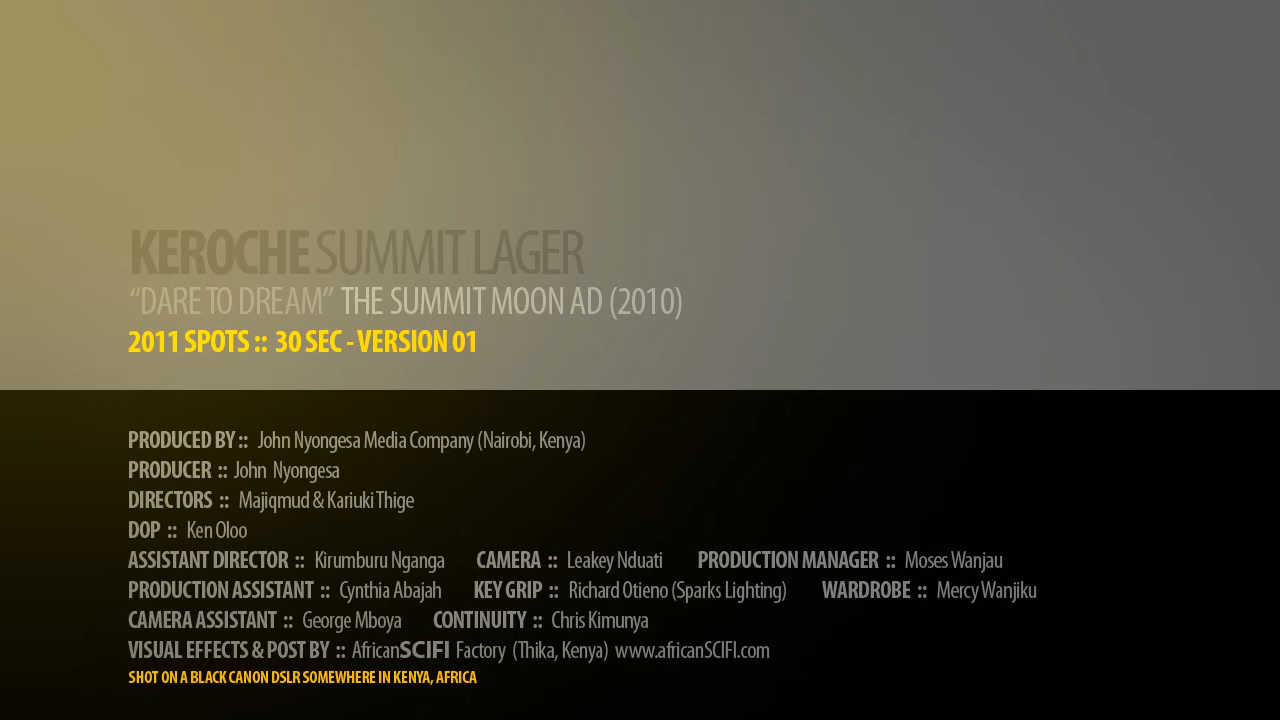 KEROCHE SUMMIT LAGER
“DARE TO DREAM” THE SUMMIT MOON AD (2010)
2011 SPOTS :: 30 SEC - VERSION 01
PRODUCED BY :: John Nyongesa Media Company (Nairobi, Kenya)
PRODUCER :: John Nyongesa
DIRECTORS :: Majiqmud & Kariuki Thige
DOP :: Ken Oloo
ASSISTANT DIRECTOR :: Kirumburu Nganga CAMERA :: Leakey Nduati PRODUCTION MANAGER :: Moses Wanjau
PRODUCTION ASSISTANT :: Cynthia Abajah KEY GRIP :: Richard Otieno (Sparks Lighting) WARDROBE :: Mercy Wanjiku
CAMERA ASSISTANT :: George Mboya CONTINUITY :: Chris Kimunya
VISUAL EFFECTS & POST BY :: AfricanSCIFI Factory (Thika, Kenya) www.africanSCIFI.com
SHOT ON A BLACK CANON DSLR SOMEWHERE IN KENYA, AFRICA